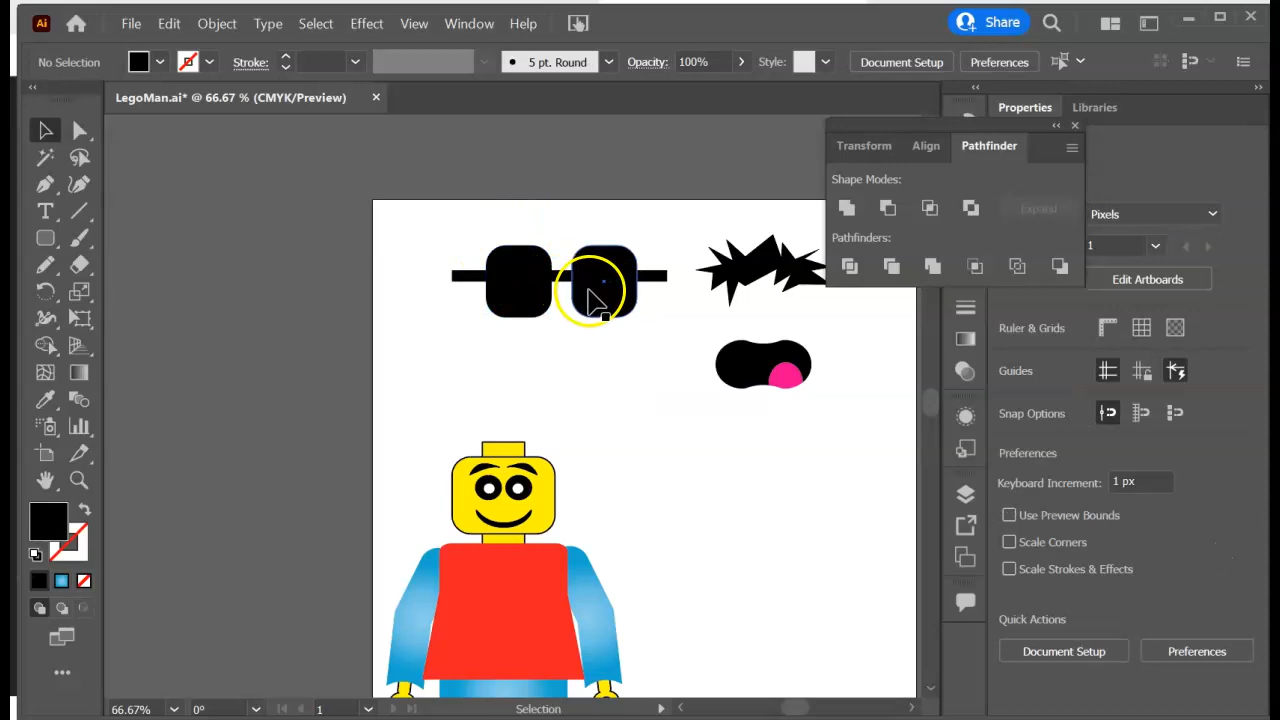 Ai File Edit Object Type Select Effect View Window Help Share
No Selection Stroke: 5 pt. Round Opacity: 100% Style: Document Setup Preferences
LegoMan.ai* @ 66.67 % (CMYK/Preview) Properties Libraries
Transform Align Pathfinder
Shape Modes:
Expand
Pixels
Pathfinders:
1
Edit Artboards
Ruler & Grids
Guides
Snap Options
Preferences
Keyboard Increment: 1 px
Use Preview Bounds
Scale Corners
Scale Strokes & Effects
Quick Actions
Document Setup Preferences
66.67% 0° 1 Selection